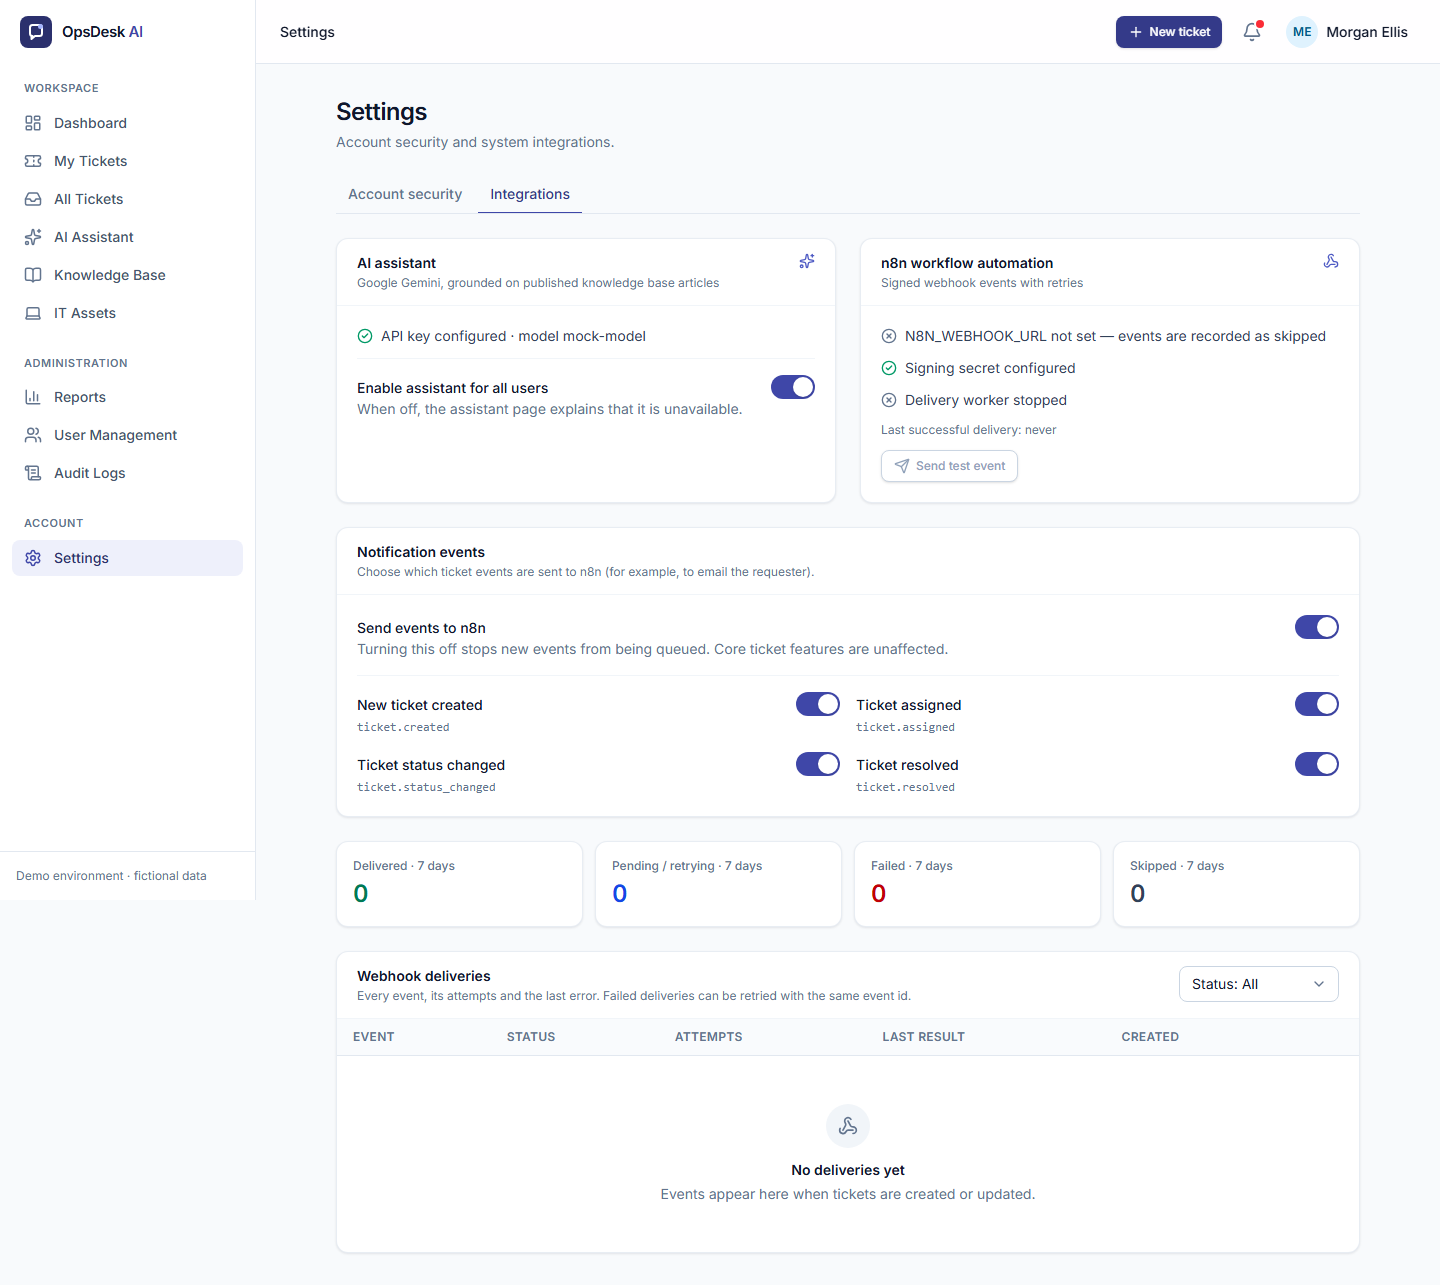 OpsDesk AI
Settings
New ticket
ME
Morgan Ellis
WORKSPACE
Dashboard
My Tickets
All Tickets
AI Assistant
Knowledge Base
IT Assets
ADMINISTRATION
Reports
User Management
Audit Logs
ACCOUNT
Settings
Demo environment · fictional data
Settings
Account security and system integrations.
Account security
Integrations
AI assistant
Google Gemini, grounded on published knowledge base articles
API key configured · model mock-model
Enable assistant for all users
When off, the assistant page explains that it is unavailable.
n8n workflow automation
Signed webhook events with retries
N8N_WEBHOOK_URL not set — events are recorded as skipped
Signing secret configured
Delivery worker stopped
Last successful delivery: never
Send test event
Notification events
Choose which ticket events are sent to n8n (for example, to email the requester).
Send events to n8n
Turning this off stops new events from being queued. Core ticket features are unaffected.
New ticket created
ticket.created
Ticket assigned
ticket.assigned
Ticket status changed
ticket.status_changed
Ticket resolved
ticket.resolved
Delivered · 7 days
0
Pending / retrying · 7 days
0
Failed · 7 days
0
Skipped · 7 days
0
Webhook deliveries
Every event, its attempts and the last error. Failed deliveries can be retried with the same event id.
Status: All
EVENT STATUS ATTEMPTS LAST RESULT CREATED
No deliveries yet
Events appear here when tickets are created or updated.